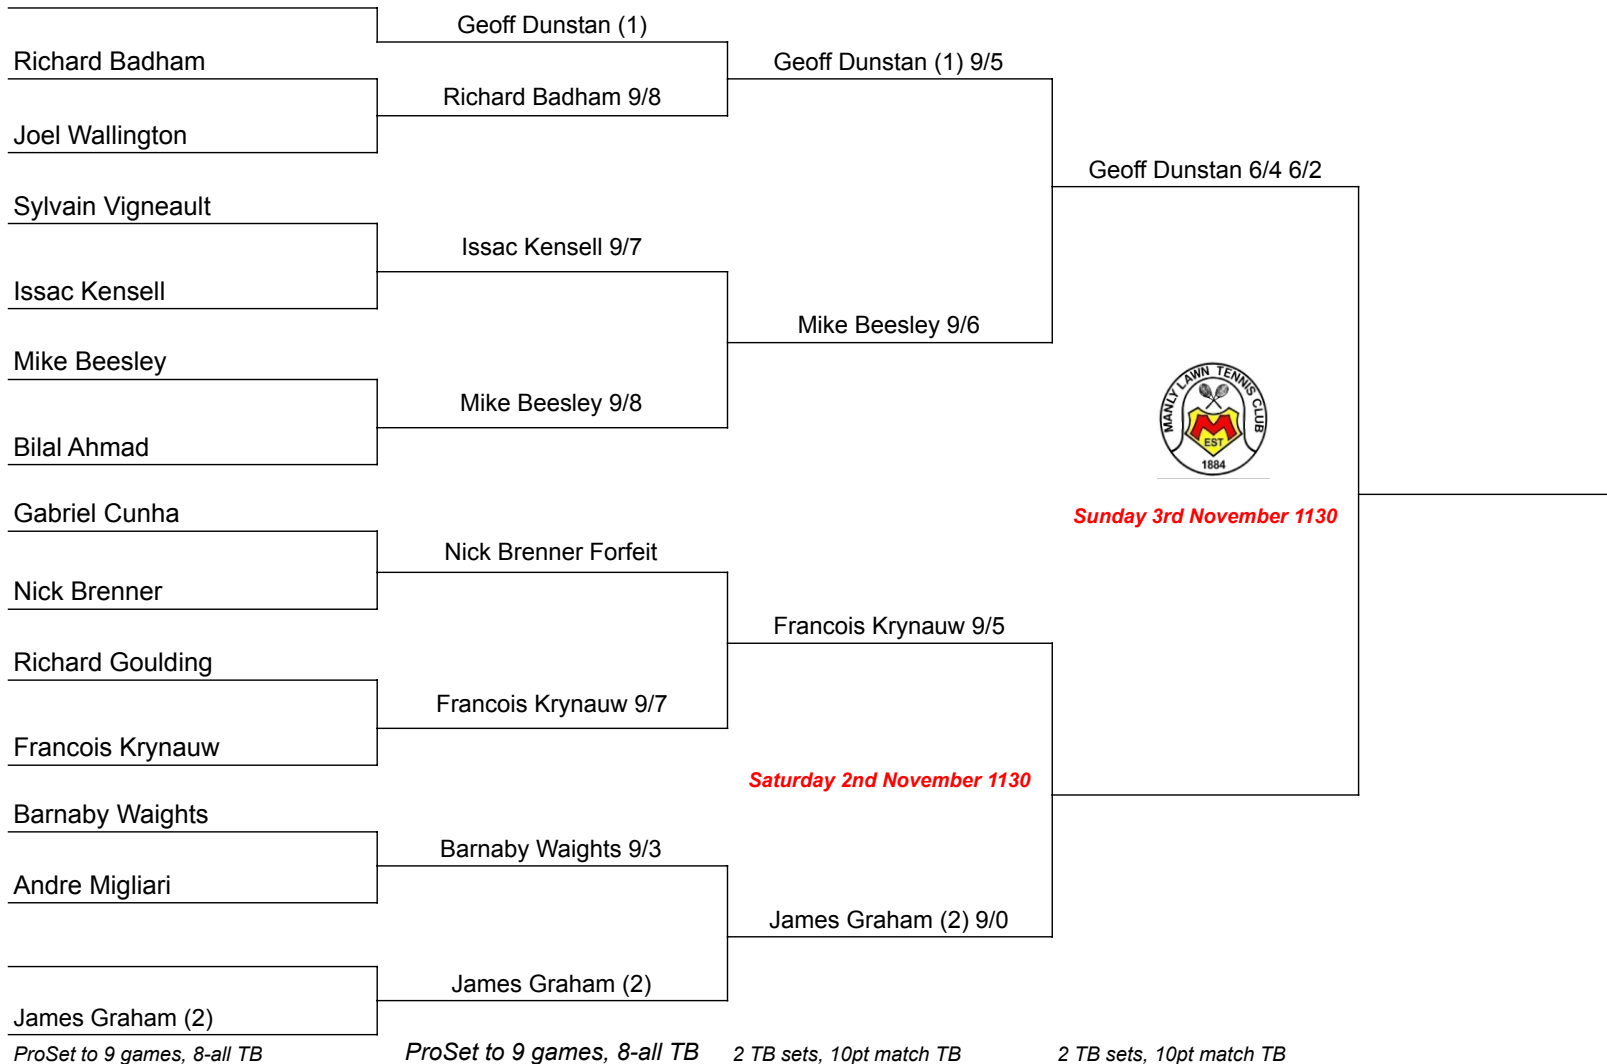 Geoff Dunstan (1)
Richard Badham
Geoff Dunstan (1) 9/5
Richard Badham 9/8
Joel Wallington
Geoff Dunstan 6/4 6/2
Sylvain Vigneault
Issac Kensell 9/7
Issac Kensell
Mike Beesley 9/6
Mike Beesley
Mike Beesley 9/8
Bilal Ahmad
MANLY LAWN TENNIS CLUB
M
EST
1884
Gabriel Cunha
Sunday 3rd November 1130
Nick Brenner Forfeit
Nick Brenner
Francois Krynauw 9/5
Richard Goulding
Francois Krynauw 9/7
Francois Krynauw
Saturday 2nd November 1130
Barnaby Waights
Barnaby Waights 9/3
Andre Migliari
James Graham (2) 9/0
James Graham (2)
James Graham (2)
ProSet to 9 games, 8-all TB
ProSet to 9 games, 8-all TB
2 TB sets, 10pt match TB
2 TB sets, 10pt match TB